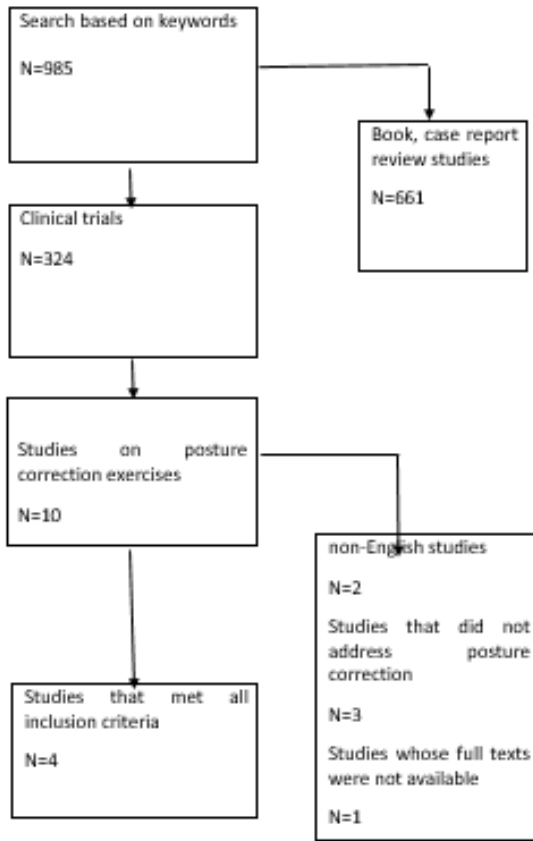 Search based on keywords
N=985
Book, case report
review studies
N=661
Clinical trials
N=324
Studies on posture
correction exercises
N=10
non-English studies
N=2
Studies that did not
address posture
correction
N=3
Studies whose full texts
were not available
N=1
Studies that met all
inclusion criteria
N=4